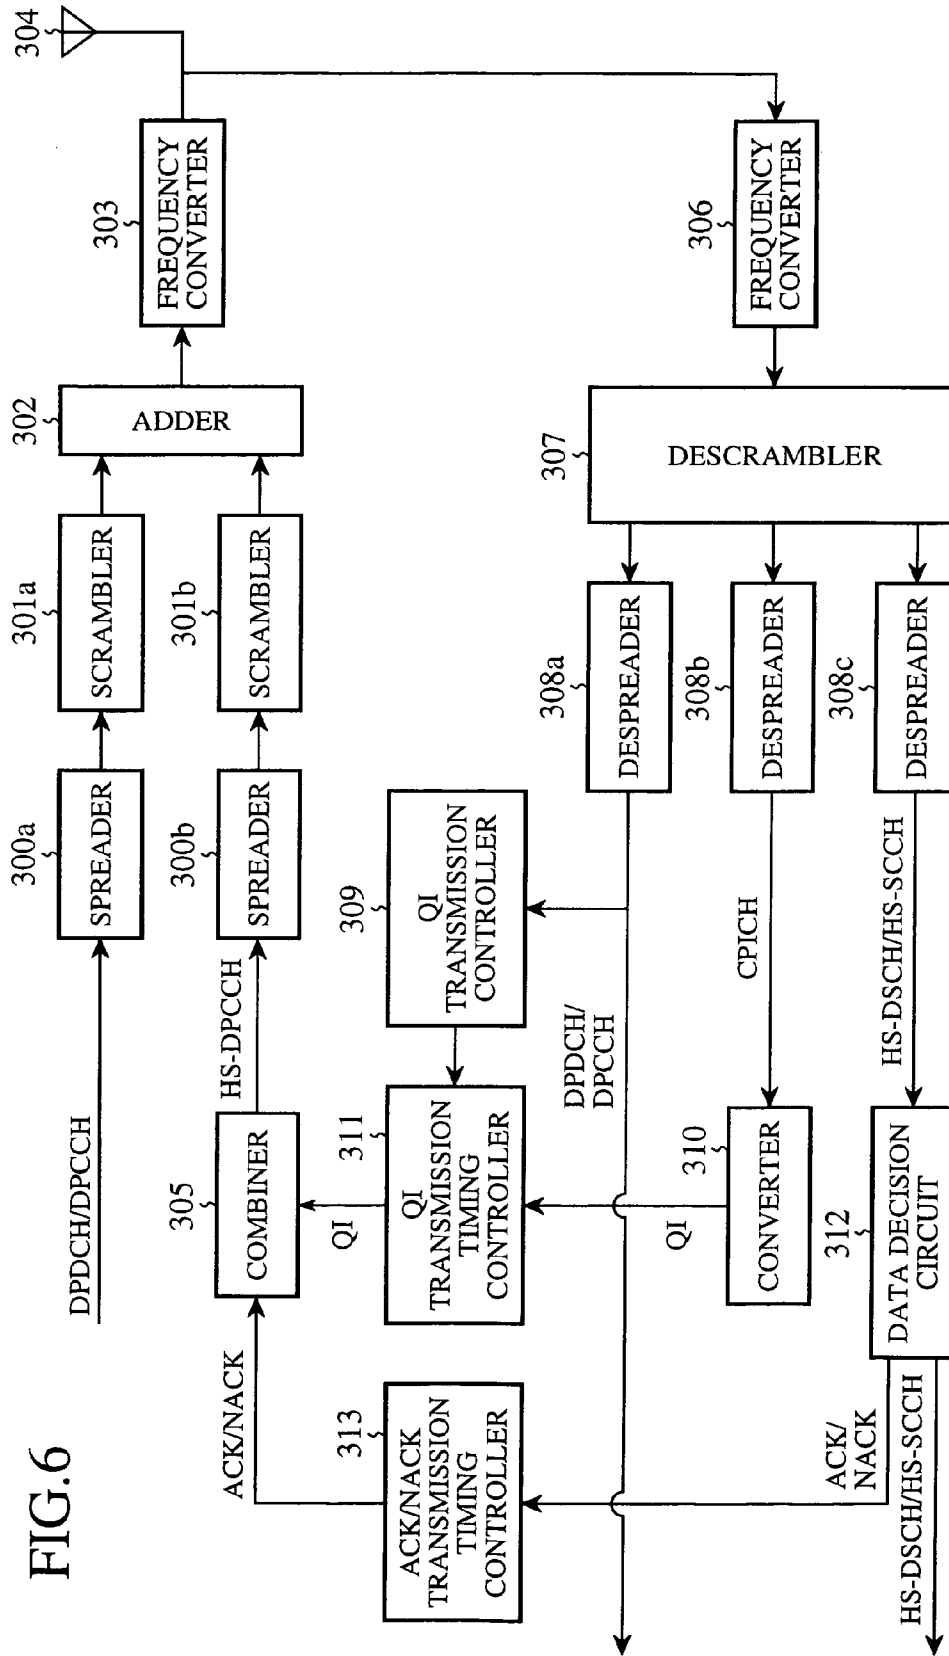 FIG.6
DPDCH/DPCCH
300a
SPREADER
301a
SCRAMBLER
302
ADDER
303
FREQUENCY
CONVERTER
304
ACK/NACK
305
COMBINER
HS-DPCCH
300b
SPREADER
301b
SCRAMBLER
313
ACK/NACK
TRANSMISSION
TIMING
CONTROLLER
QI
311
QI
TRANSMISSION
TIMING
CONTROLLER
309
QI
TRANSMISSION
CONTROLLER
DPDCH/
DPCCH
308a
DESPREADER
307
DESCRAMBLER
306
FREQUENCY
CONVERTER
QI
310
CONVERTER
CPICH
308b
DESPREADER
ACK/
NACK
312
DATA DECISION
CIRCUIT
HS-DSCH/HS-SCCH
308c
DESPREADER
HS-DSCH/HS-SCCH